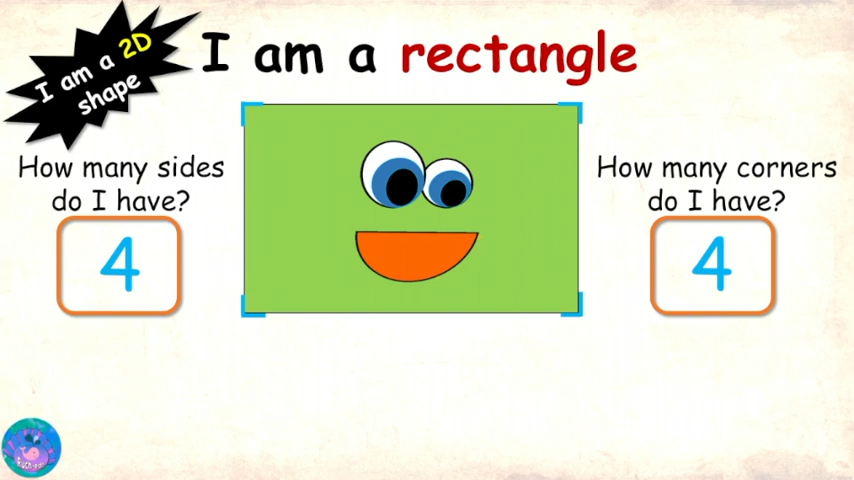 I am a 2D
shape
I am a rectangle
How many sides
do I have?
4
How many corners
do I have?
4